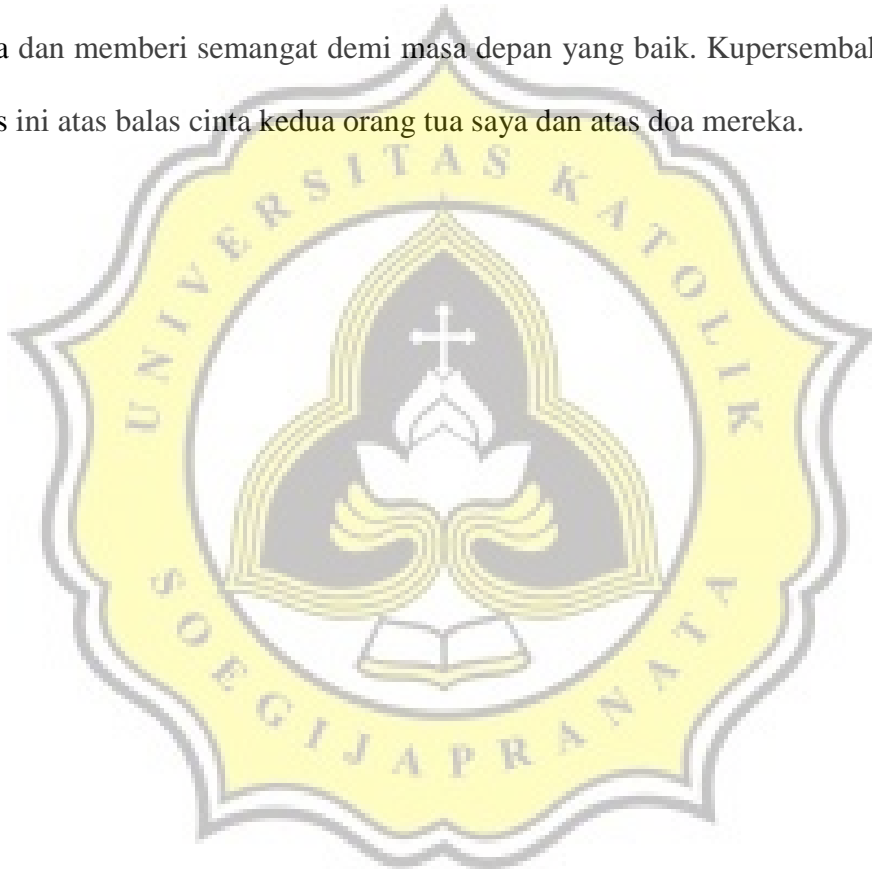 a dan memberi semangat demi masa depan yang baik. Kupersembah
s ini atas balas cinta kedua orang tua saya dan atas doa mereka.
UNIVERSITAS KATOLIK
SOEGIJAPRANATA